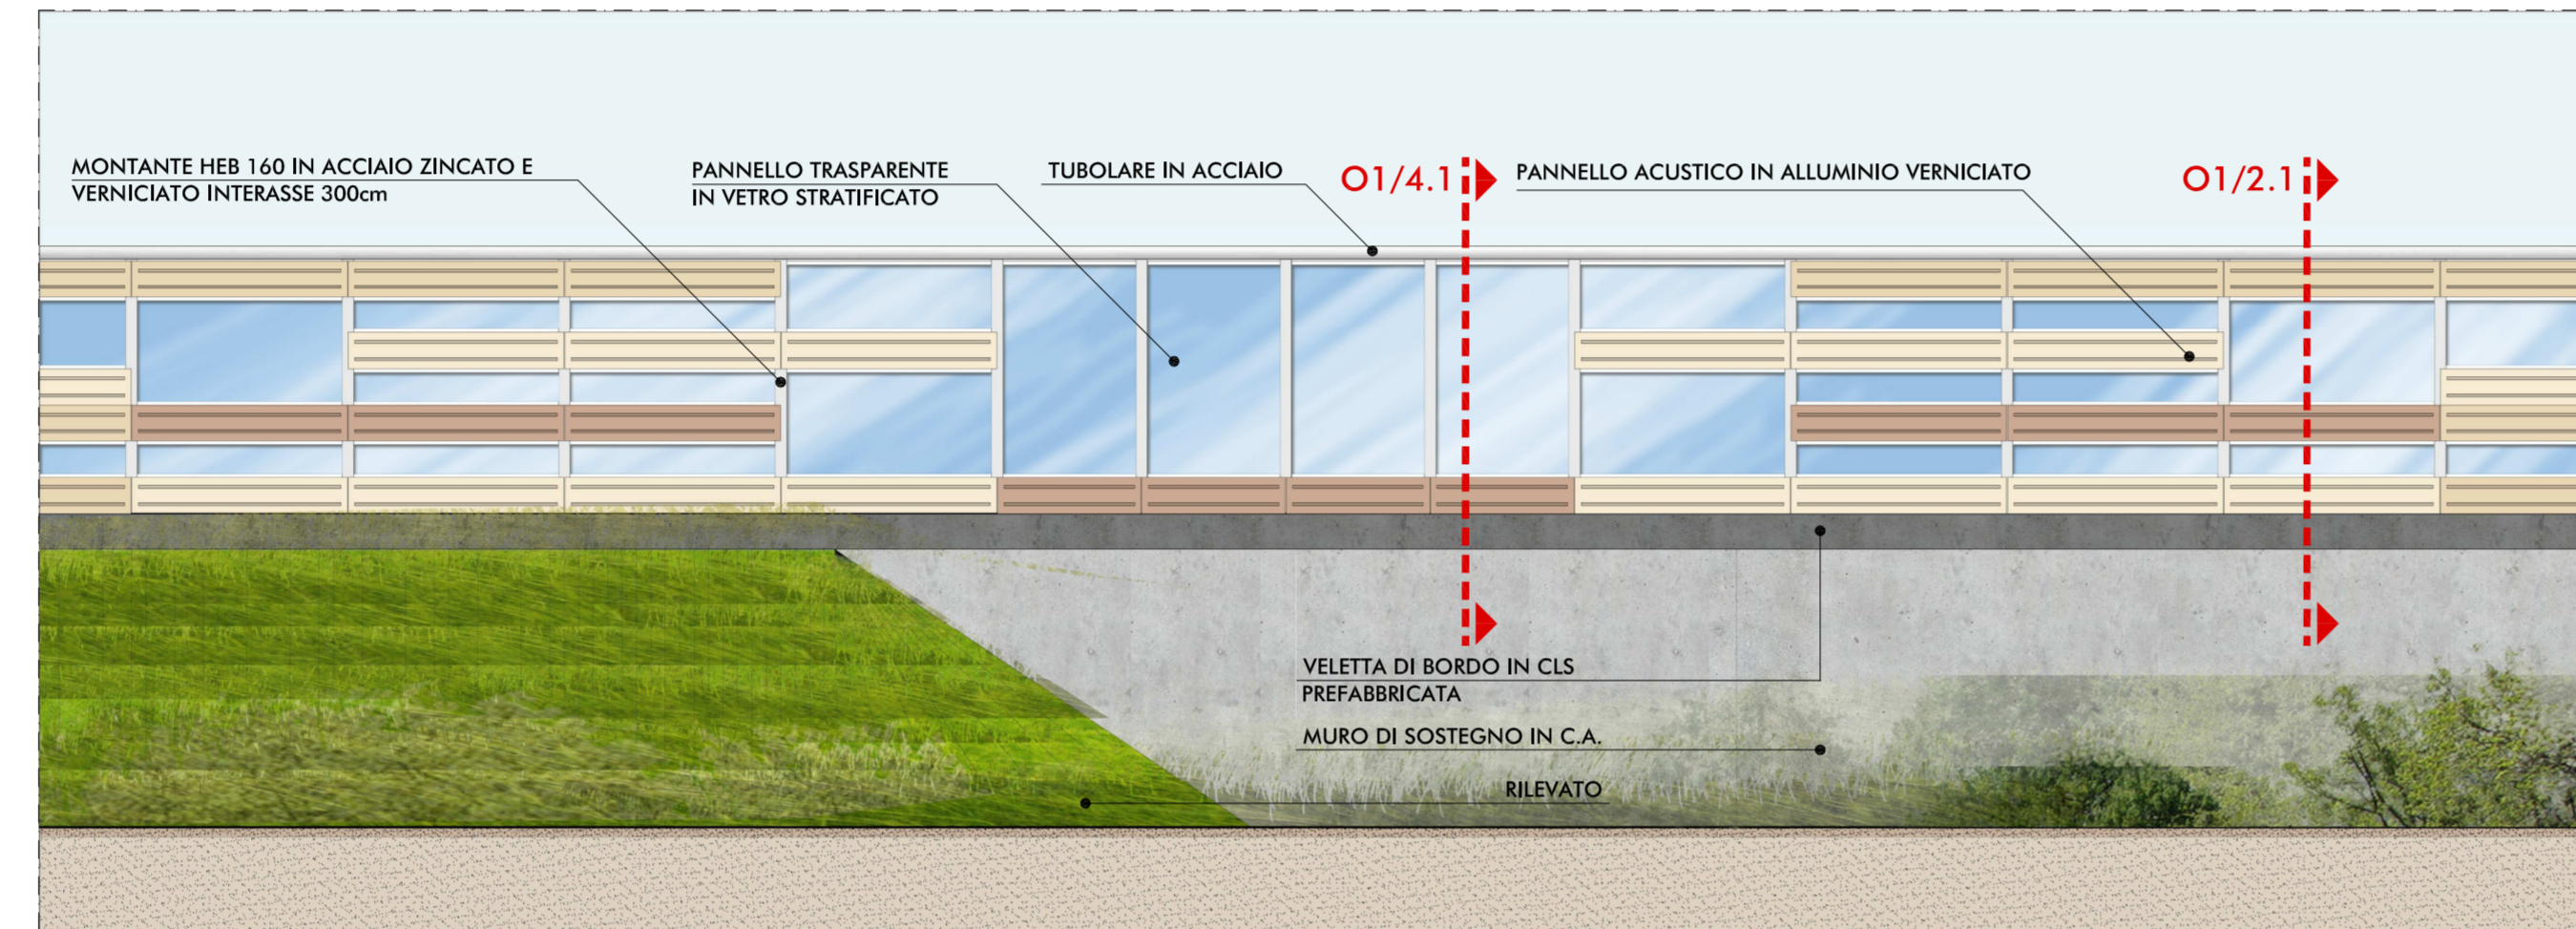 MONTANTE HEB 160 IN ACCIAIO ZINCATO E
VERNICIATO INTERASSE 300cm
PANNELLO TRASPARENTE
IN VETRO STRATIFICATO
TUBOLARE IN ACCIAIO
O1/4.1
PANNELLO ACUSTICO IN ALLUMINIO VERNICIATO
O1/2.1
VELETTA DI BORDO IN CLS
PREFABBRICATA
MURO DI SOSTEGNO IN C.A.
RILEVATO